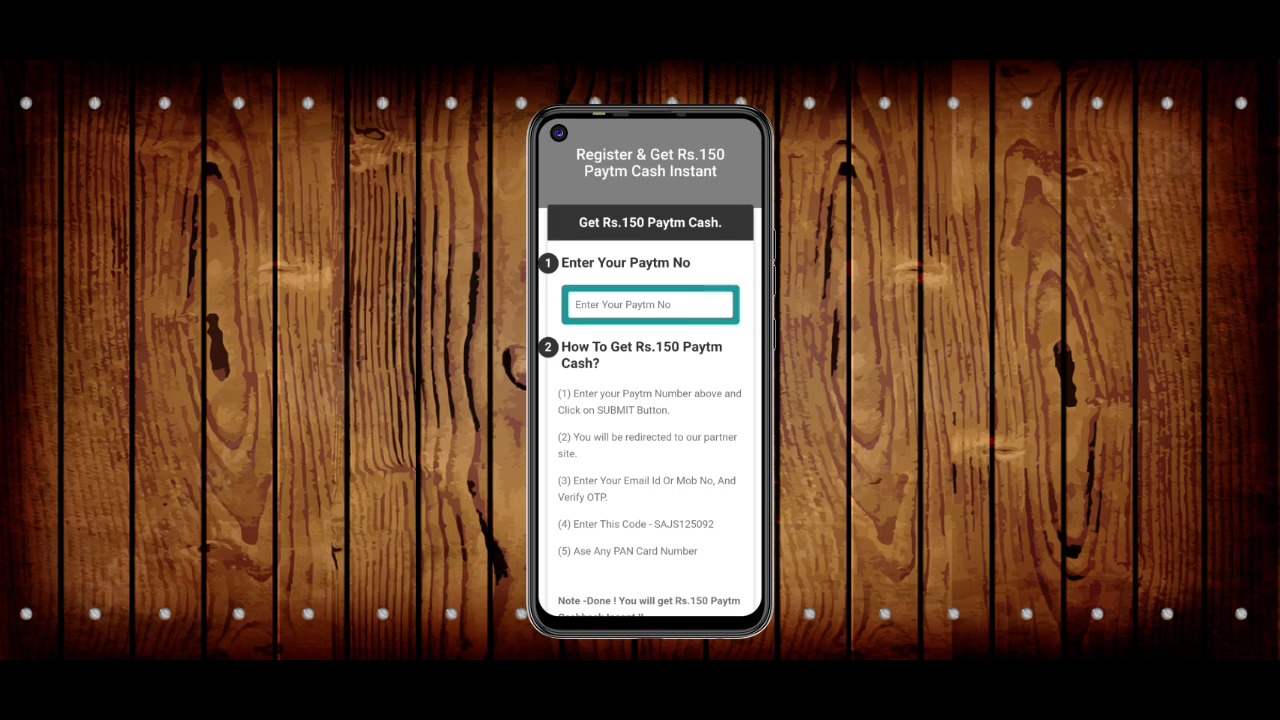 Register & Get Rs.150
Paytm Cash Instant
Get Rs.150 Paytm Cash.
1 Enter Your Paytm No
Enter Your Paytm No
2 How To Get Rs.150 Paytm
Cash?
(1) Enter your Paytm Number above and
Click on SUBMIT Button.
(2) You will be redirected to our partner
site.
(3) Enter Your Email Id Or Mob No, And
Verify OTP.
(4) Enter This Code - SAJS125092
(5) Ase Any PAN Card Number
Note -Done ! You will get Rs.150 Paytm